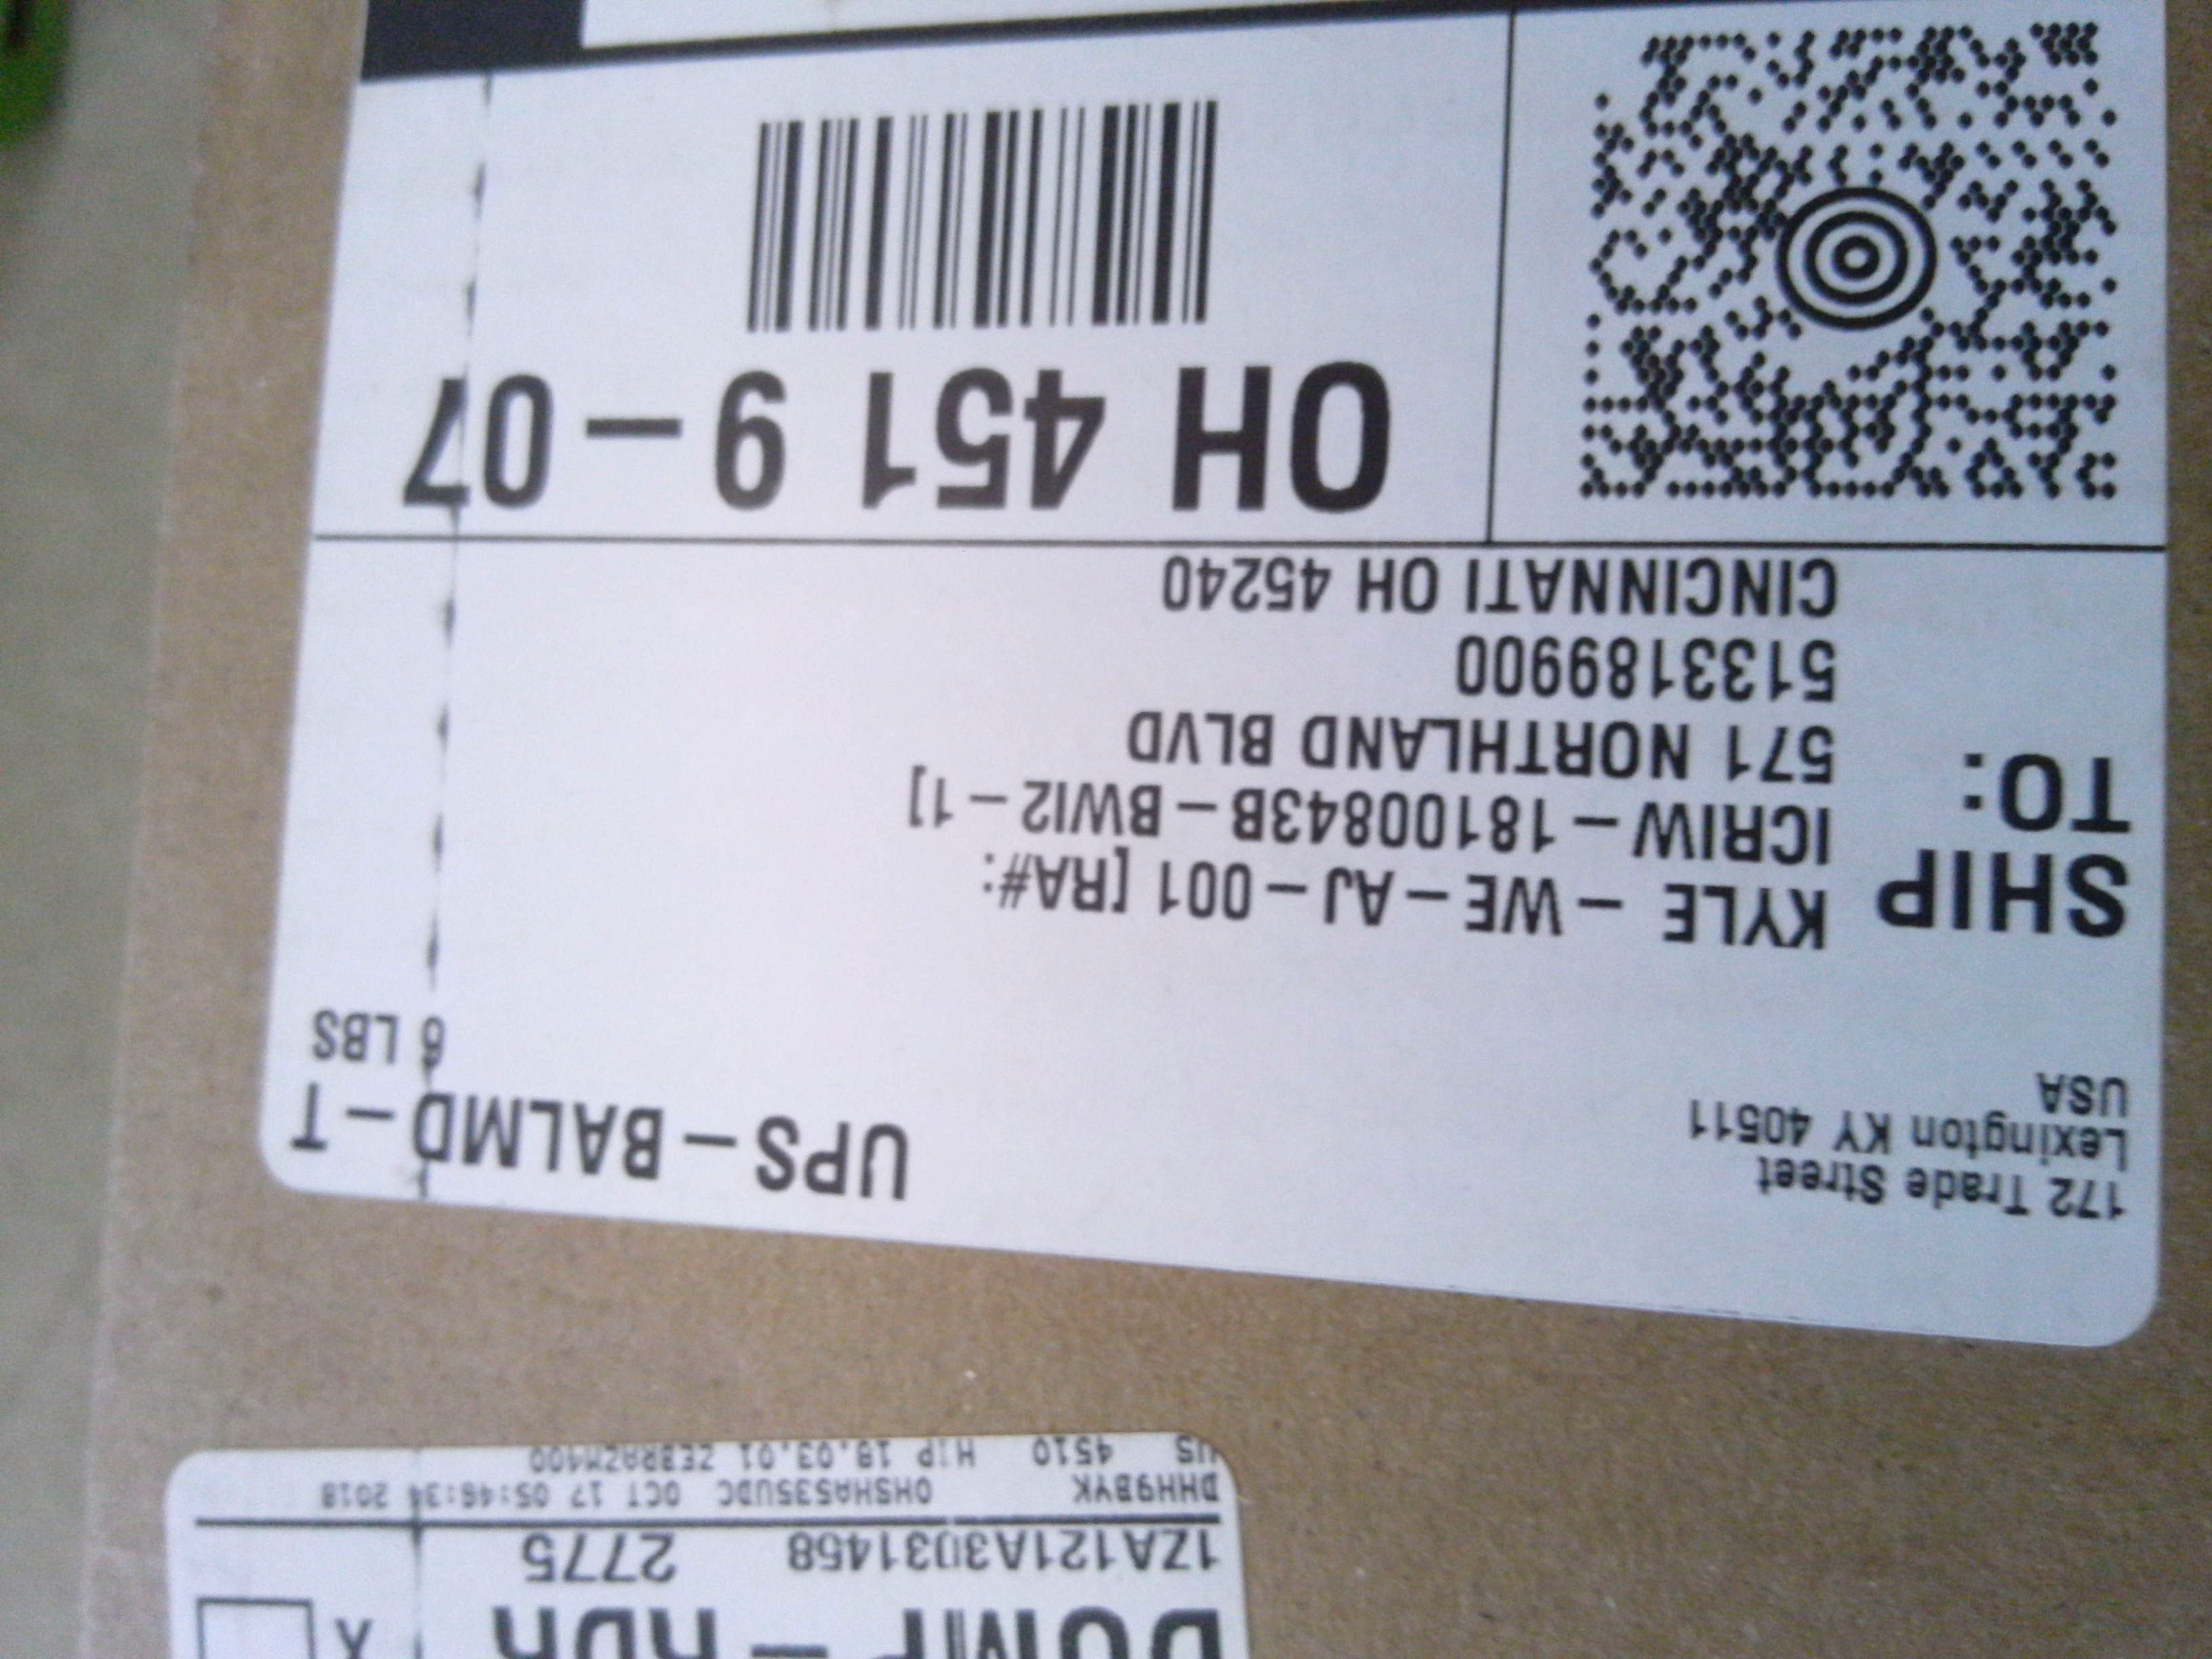 172 Trade Street
Lexington KY 40511
USA
UPS-BALMD-T
6 LBS
SHIP
TO:
KYLE - WE-AJ-001 [RA#:
ICRIW-18100843B-BWI2-1]
571 NORTHLAND BLVD
5133189900
CINCINNATI OH 45240
OH 451 9-07
1ZA121A3031458 2775
DHH9BYK OHSHA535UDC OCT 17 05:46:34 2018
US 4510 HIP 18.03.01 ZEBRAZM400
X